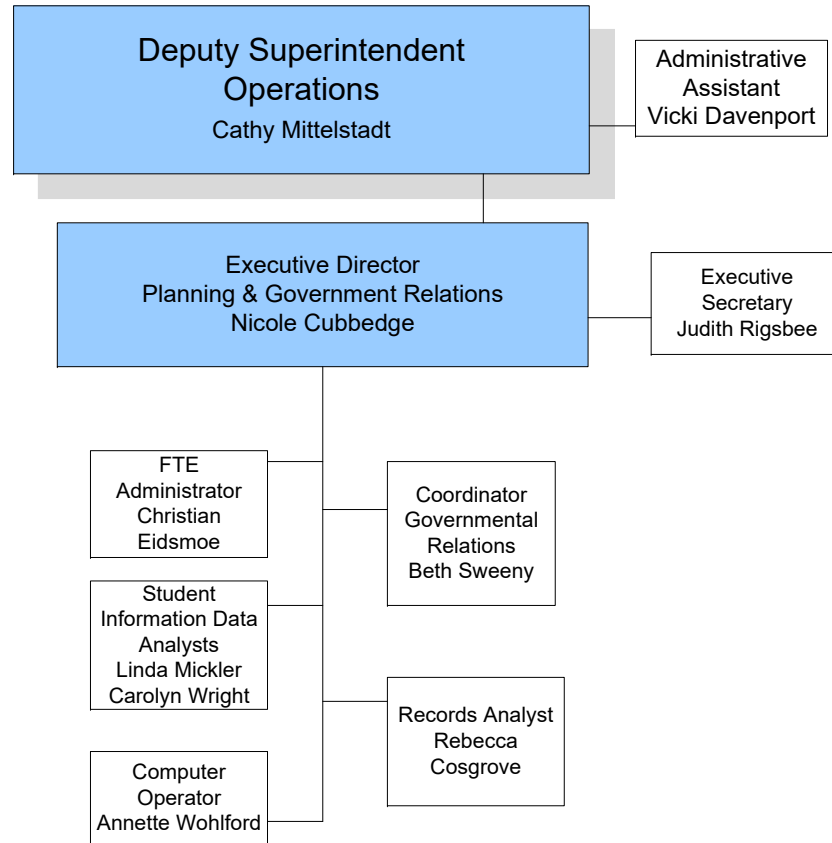 Deputy Superintendent
Operations
Cathy Mittelstadt
Administrative
Assistant
Vicki Davenport
Executive Director
Planning & Government Relations
Nicole Cubbedge
Executive
Secretary
Judith Rigsbee
FTE
Administrator
Christian
Eidsmoe
Coordinator
Governmental
Relations
Beth Sweeny
Student
Information Data
Analysts
Linda Mickler
Carolyn Wright
Records Analyst
Rebecca
Cosgrove
Computer
Operator
Annette Wohlford